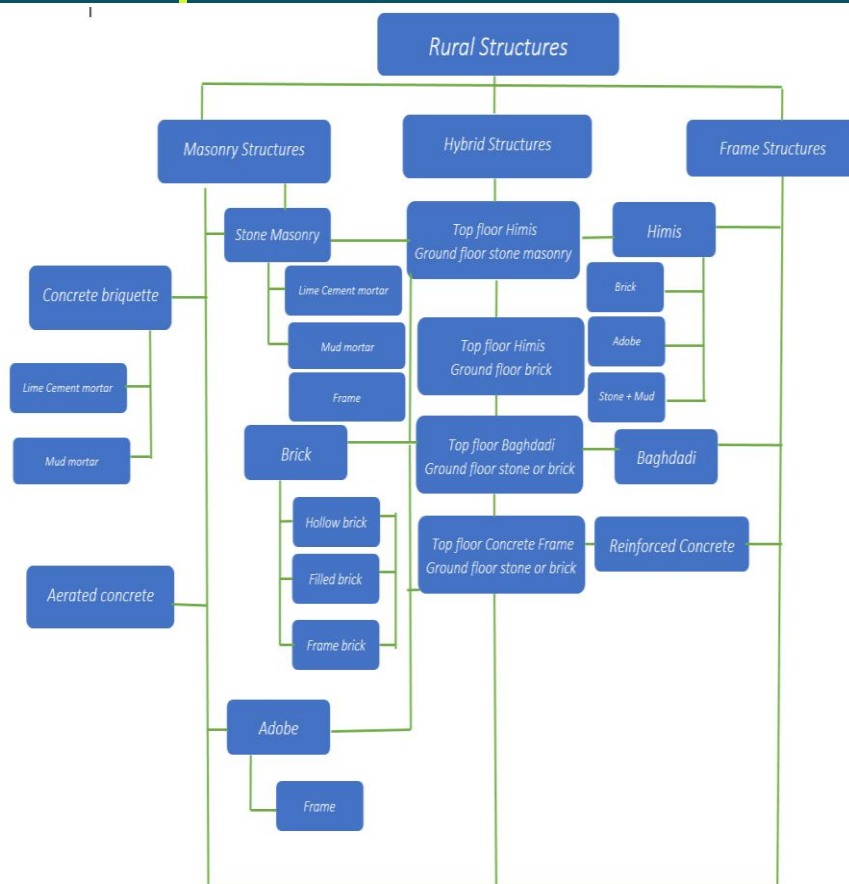 Rural Structures
Masonry Structures
Hybrid Structures
Frame Structures
Stone Masonry
Top floor Himis
Ground floor stone masonry
Himis
Concrete briquette
Lime Cement mortar
Brick
Mud mortar
Top floor Himis
Ground floor brick
Adobe
Lime Cement mortar
Frame
Stone + Mud
Mud mortar
Brick
Top floor Baghdadi
Ground floor stone or brick
Baghdadi
Hollow brick
Top floor Concrete Frame
Ground floor stone or brick
Reinforced Concrete
Aerated concrete
Filled brick
Frame brick
Adobe
Frame